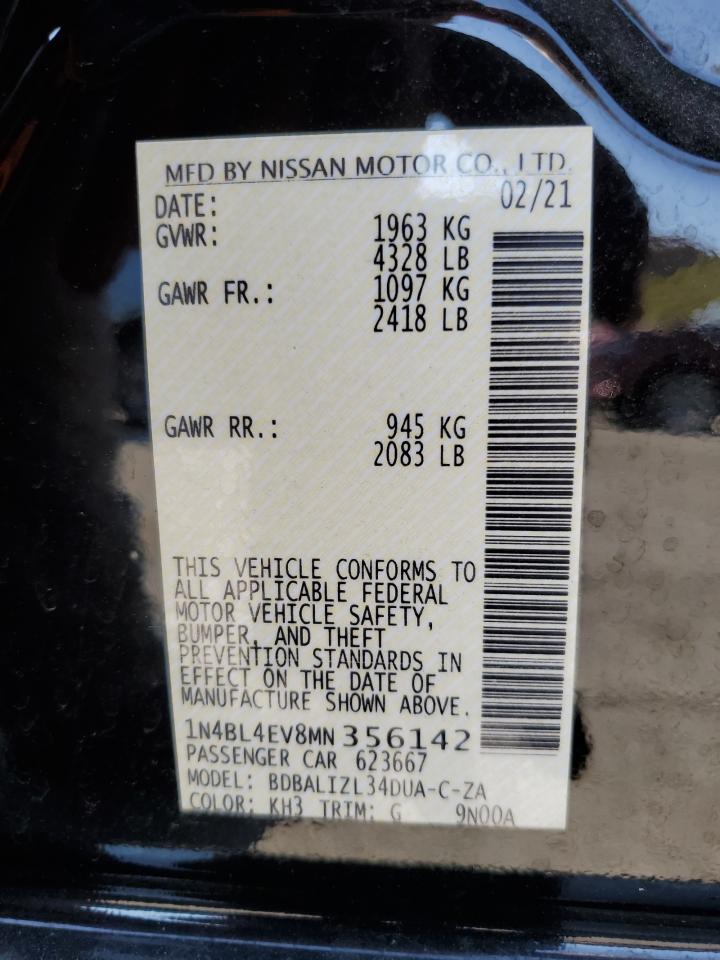 MFD BY NISSAN MOTOR CO., LTD.
DATE: 02/21
GVWR: 1963 KG
4328 LB
GAWR FR.: 1097 KG
2418 LB
GAWR RR.: 945 KG
2083 LB
THIS VEHICLE CONFORMS TO
ALL APPLICABLE FEDERAL
MOTOR VEHICLE SAFETY,
BUMPER, AND THEFT
PREVENTION STANDARDS IN
EFFECT ON THE DATE OF
MANUFACTURE SHOWN ABOVE.
1N4BL4EV8MN 356142
PASSENGER CAR 623667
MODEL: BDBALIZL34DUA-C-ZA
COLOR: KH3 TRIM: G 9N00A